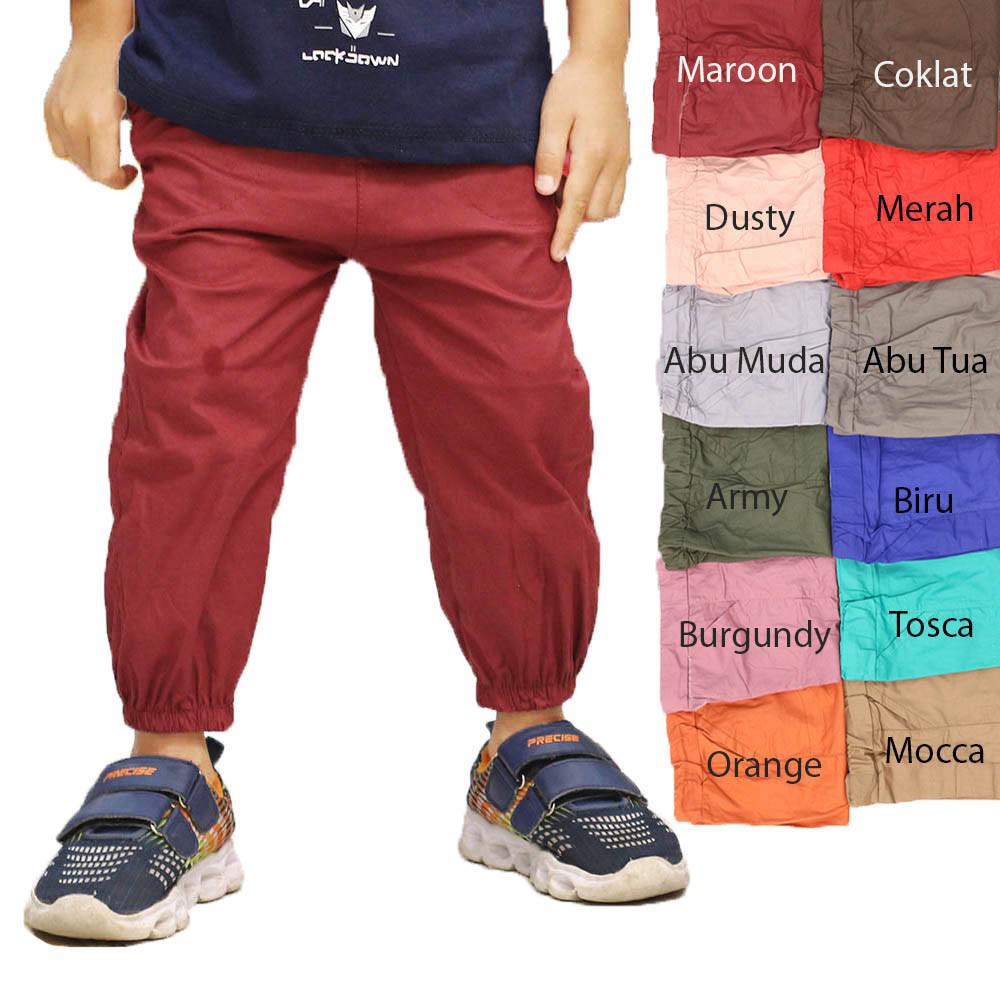 LOCKDOWN
Maroon
Coklat
Dusty
Merah
Abu Muda
Abu Tua
Army
Biru
Burgundy
Tosca
Orange
Mocca
PRECISE
PRECISE